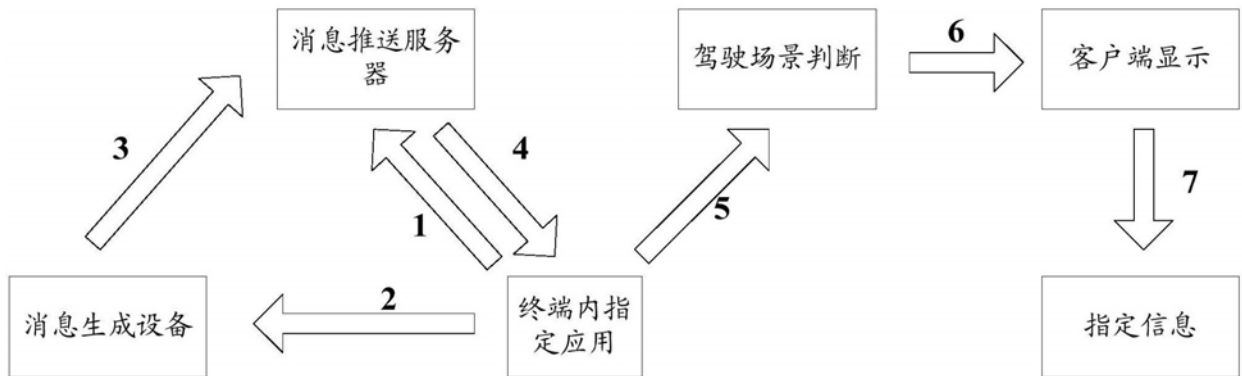 消息推送服务
器
驾驶场景判断
6
客户端显示
3
4
1
5
7
消息生成设备
2
终端内指
定应用
指定信息